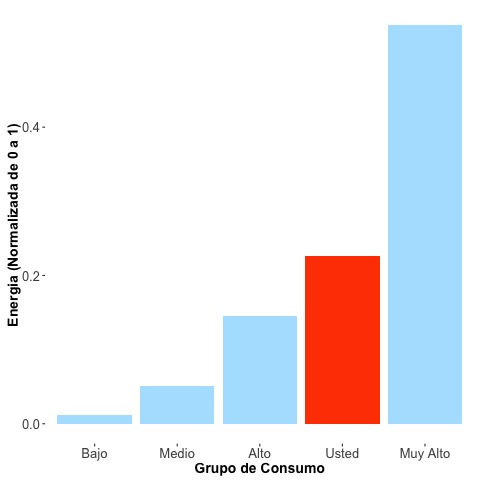 Energia (Normalizada de 0 a 1)
0.4
0.2
0.0
Bajo Medio Alto Usted Muy Alto
Grupo de Consumo